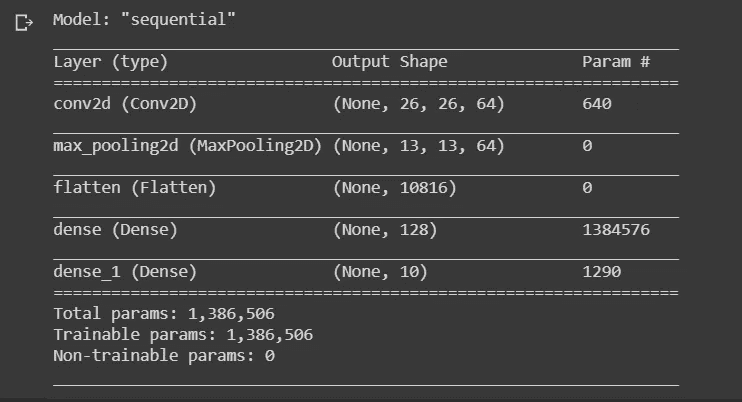 Model: "sequential"
Layer (type) Output Shape Param #
=================================================================
conv2d (Conv2D) (None, 26, 26, 64) 640
max_pooling2d (MaxPooling2D) (None, 13, 13, 64) 0
flatten (Flatten) (None, 10816) 0
dense (Dense) (None, 128) 1384576
dense_1 (Dense) (None, 10) 1290
=================================================================
Total params: 1,386,506
Trainable params: 1,386,506
Non-trainable params: 0